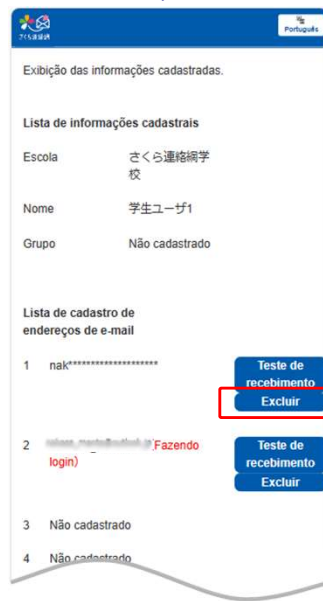 さくら連絡網
Português
Exibição das informações cadastradas.
Lista de informações cadastrais
Escola さくら連絡網学
校
Nome 学生ユーザ1
Grupo Não cadastrado
Lista de cadastro de
endereços de e-mail
1 nak********************
Teste de
recebimento
Excluir
2 (Fazendo
login)
Teste de
recebimento
Excluir
3 Não cadastrado
4 Não cadastrado